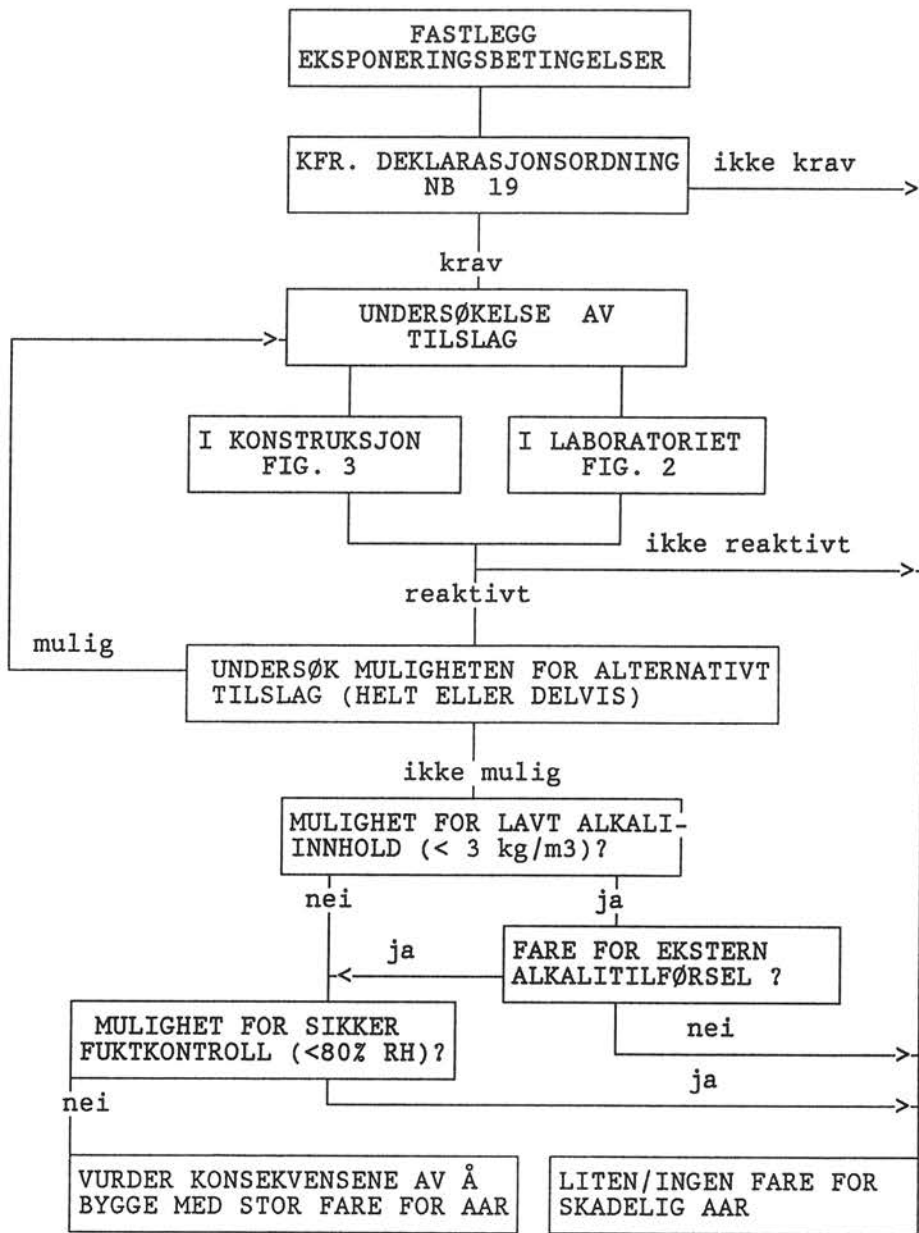 FASTLEGG
EKSPONERINGSBETINGELSER
KFR. DEKLARASJONSORDNING
NB 19
ikke krav
krav
UNDERSØKELSE AV
TILSLAG
I KONSTRUKSJON
FIG. 3
I LABORATORIET
FIG. 2
ikke reaktivt
reaktivt
mulig
UNDERSØK MULIGHETEN FOR ALTERNATIVT
TILSLAG (HELT ELLER DELVIS)
ikke mulig
MULIGHET FOR LAVT ALKALI-
INNHOLD (< 3 kg/m3)?
nei
ja
FARE FOR EKSTERN
ALKALITILFØRSEL ?
ja
nei
MULIGHET FOR SIKKER
FUKTKONTROLL (<80% RH)?
ja
nei
VURDER KONSEKVENSENE AV Å
BYGGE MED STOR FARE FOR AAR
LITEN/INGEN FARE FOR
SKADELIG AAR